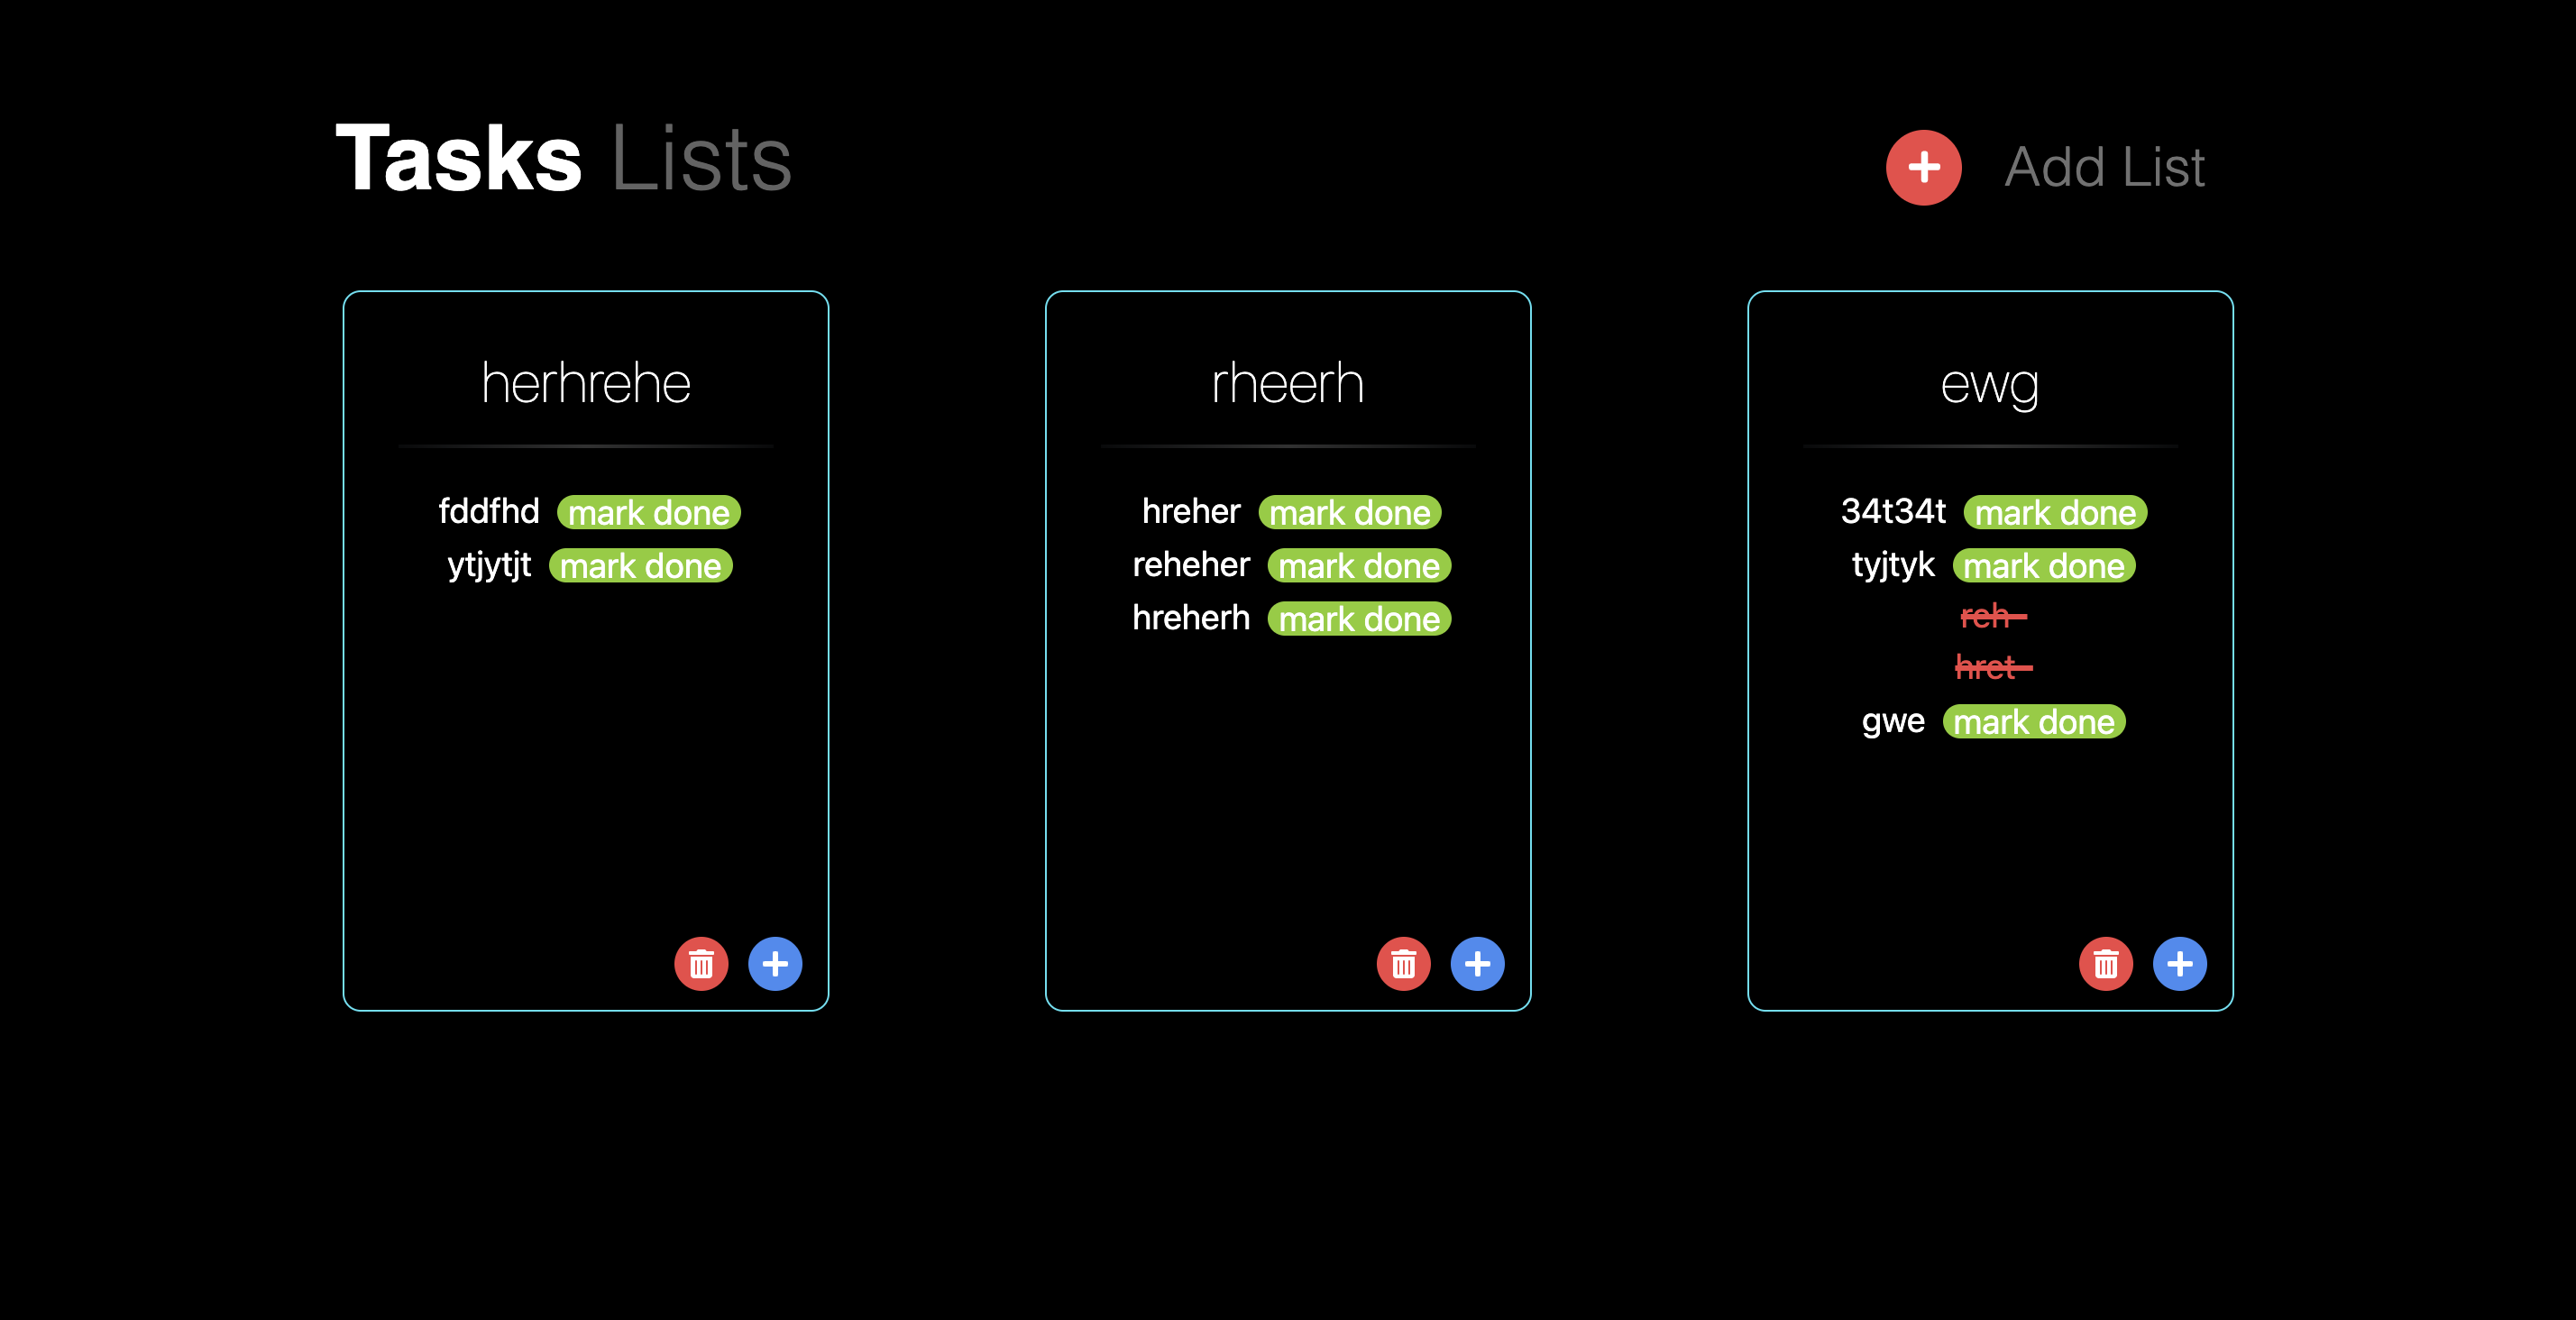 Tasks Lists
Add List
herhrehe
fddfhd mark done
ytjytjt mark done
rheerh
hreher mark done
reheher mark done
hreherh mark done
ewg
34t34t mark done
tyjtyk mark done
reh
hret
gwe mark done